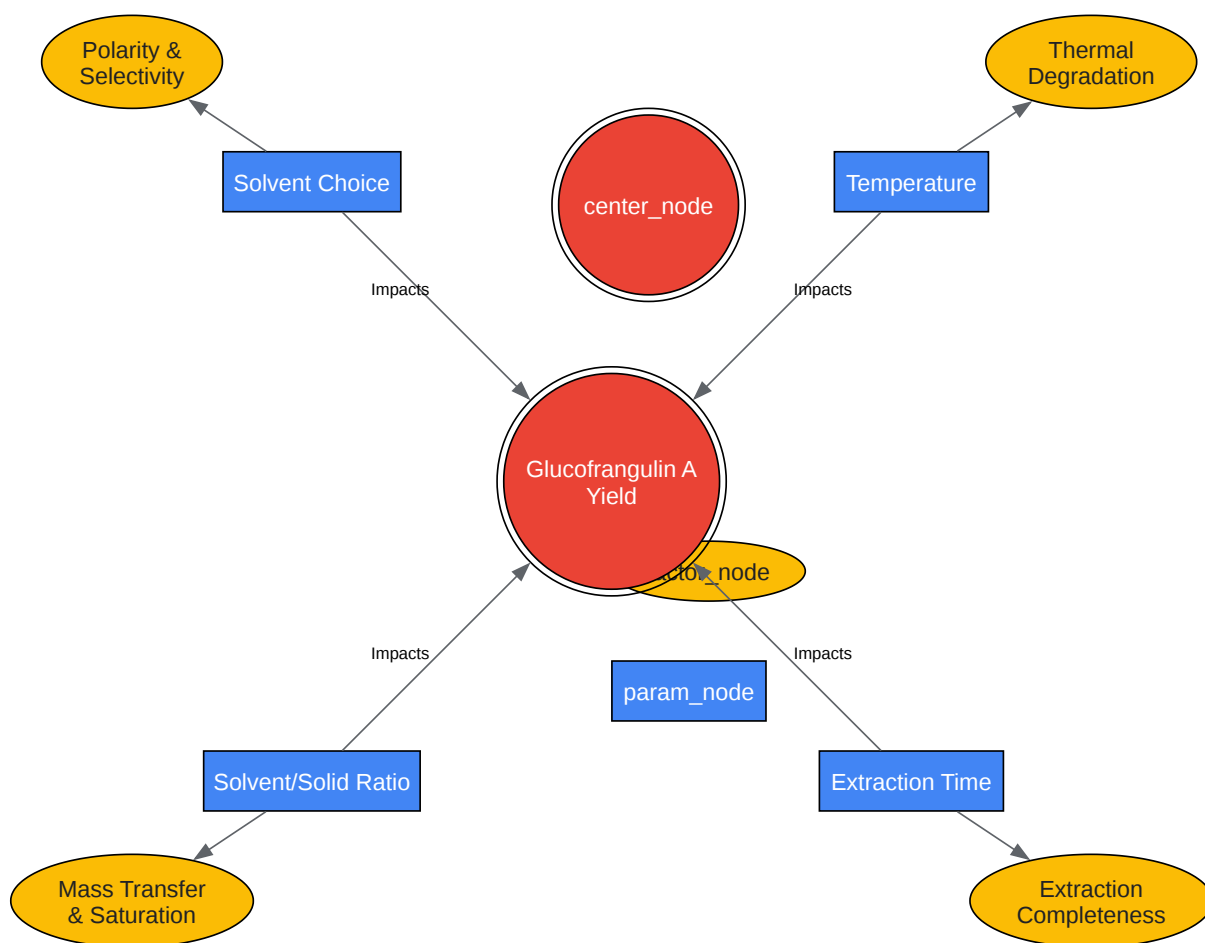 Polarity &
Selectivity
Thermal
Degradation
Solvent Choice
center_node
Temperature
Impacts
Impacts
Glucofrangulin A
Yield
Impacts
Impacts
param_node
Solvent/Solid Ratio
Extraction Time
Mass Transfer
& Saturation
Extraction
Completeness